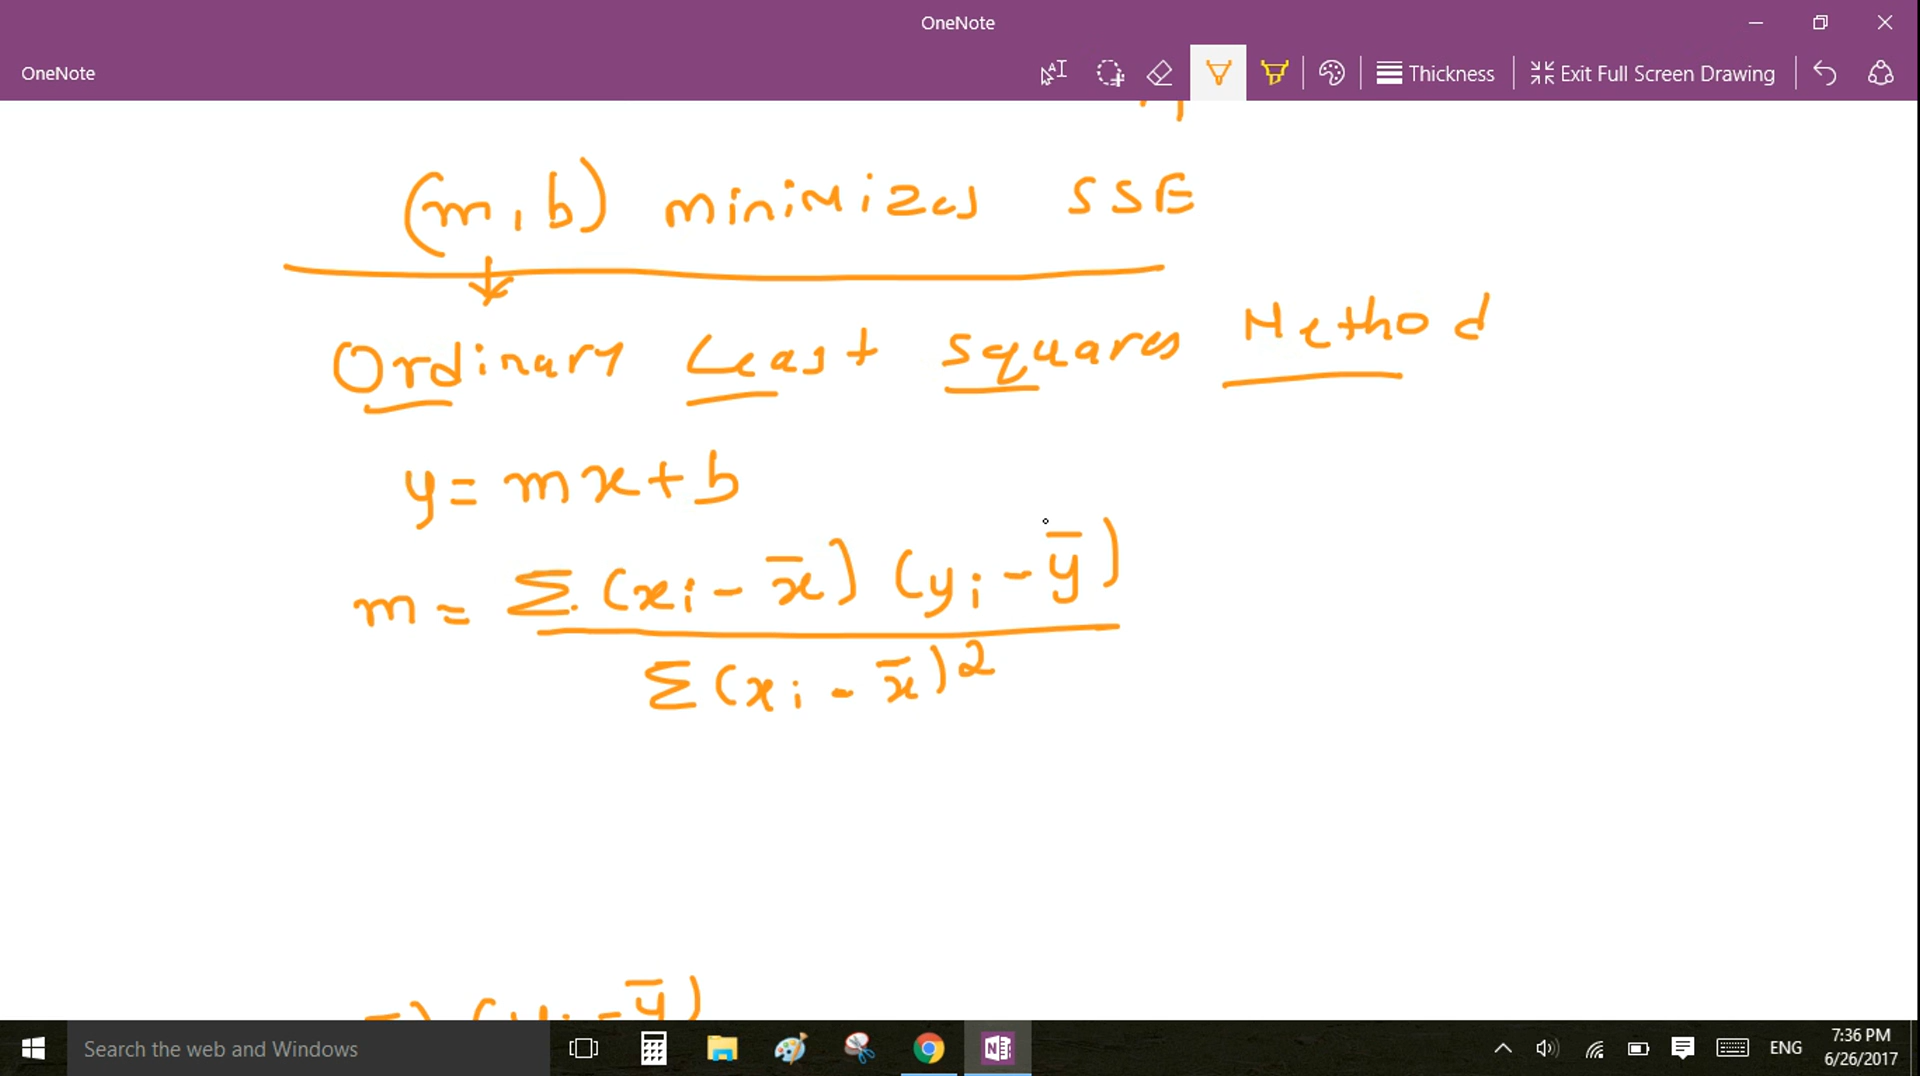 OneNote
OneNote
Thickness
Exit Full Screen Drawing
(m, b) minimizes SSE
Ordinary Least Squares Method
y = mx + b
m = Σ (xi - x̅) (yi - y̅)
Σ (xi - x̅)²
(yi - y̅)
Search the web and Windows
ENG
7:36 PM
6/26/2017